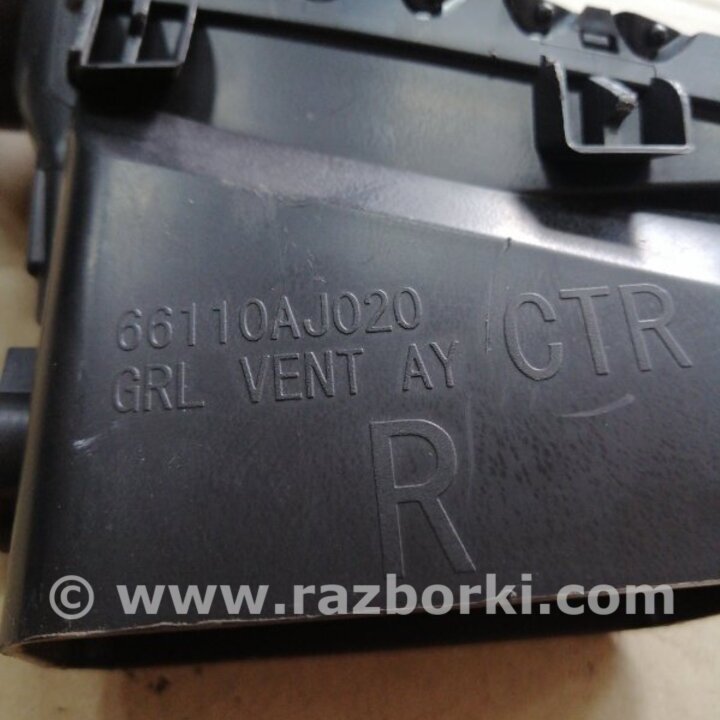 66110AJ020
GRL VENT AY CTR
R
© www.razborki.com